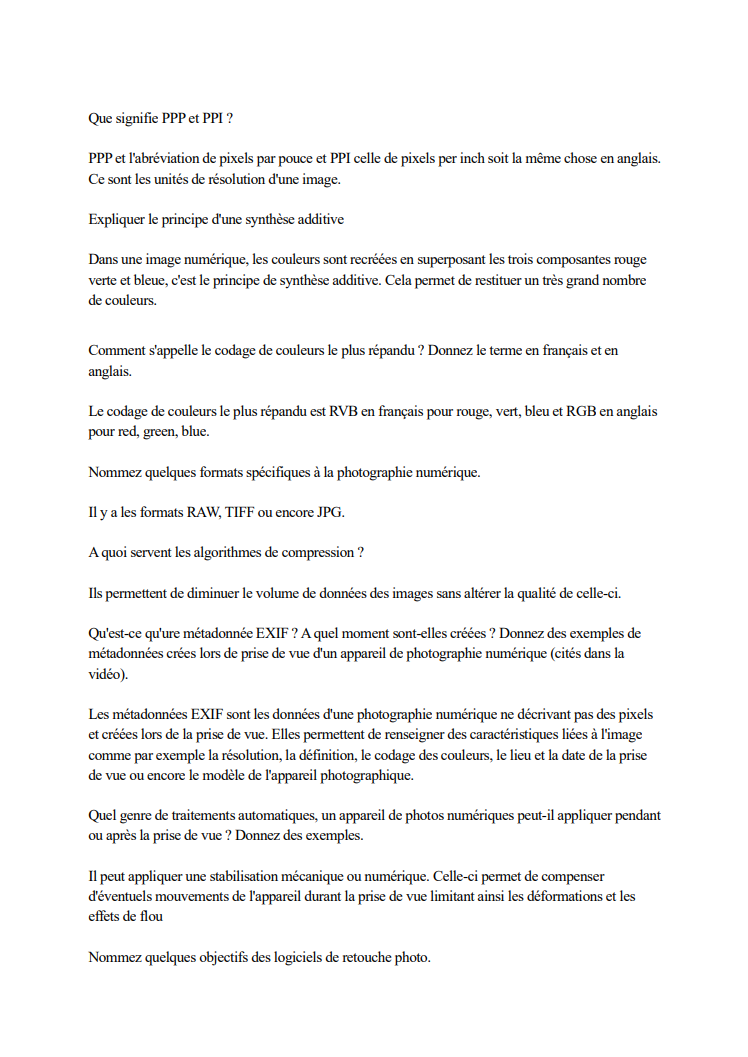 Que signifie PPP et PPI ?
PPP et l'abréviation de pixels par pouce et PPI celle de pixels per inch soit la même chose en anglais.
Ce sont les unités de résolution d'une image.
Expliquer le principe d'une synthèse additive
Dans une image numérique, les couleurs sont recréées en superposant les trois composantes rouge
verte et bleue, c'est le principe de synthèse additive. Cela permet de restituer un très grand nombre
de couleurs.
Comment s'appelle le codage de couleurs le plus répandu ? Donnez le terme en français et en
anglais.
Le codage de couleurs le plus répandu est RVB en français pour rouge, vert, bleu et RGB en anglais
pour red, green, blue.
Nommez quelques formats spécifiques à la photographie numérique.
Il y a les formats RAW, TIFF ou encore JPG.
A quoi servent les algorithmes de compression ?
Ils permettent de diminuer le volume de données des images sans altérer la qualité de celle-ci.
Qu'est-ce qu'ure métadonnée EXIF ? A quel moment sont-elles créées ? Donnez des exemples de
métadonnées crées lors de prise de vue d'un appareil de photographie numérique (cités dans la
vidéo).
Les métadonnées EXIF sont les données d'une photographie numérique ne décrivant pas des pixels
et créées lors de la prise de vue. Elles permettent de renseigner des caractéristiques liées à l'image
comme par exemple la résolution, la définition, le codage des couleurs, le lieu et la date de la prise
de vue ou encore le modèle de l'appareil photographique.
Quel genre de traitements automatiques, un appareil de photos numériques peut-il appliquer pendant
ou après la prise de vue ? Donnez des exemples.
Il peut appliquer une stabilisation mécanique ou numérique. Celle-ci permet de compenser
d'éventuels mouvements de l'appareil durant la prise de vue limitant ainsi les déformations et les
effets de flou
Nommez quelques objectifs des logiciels de retouche photo.